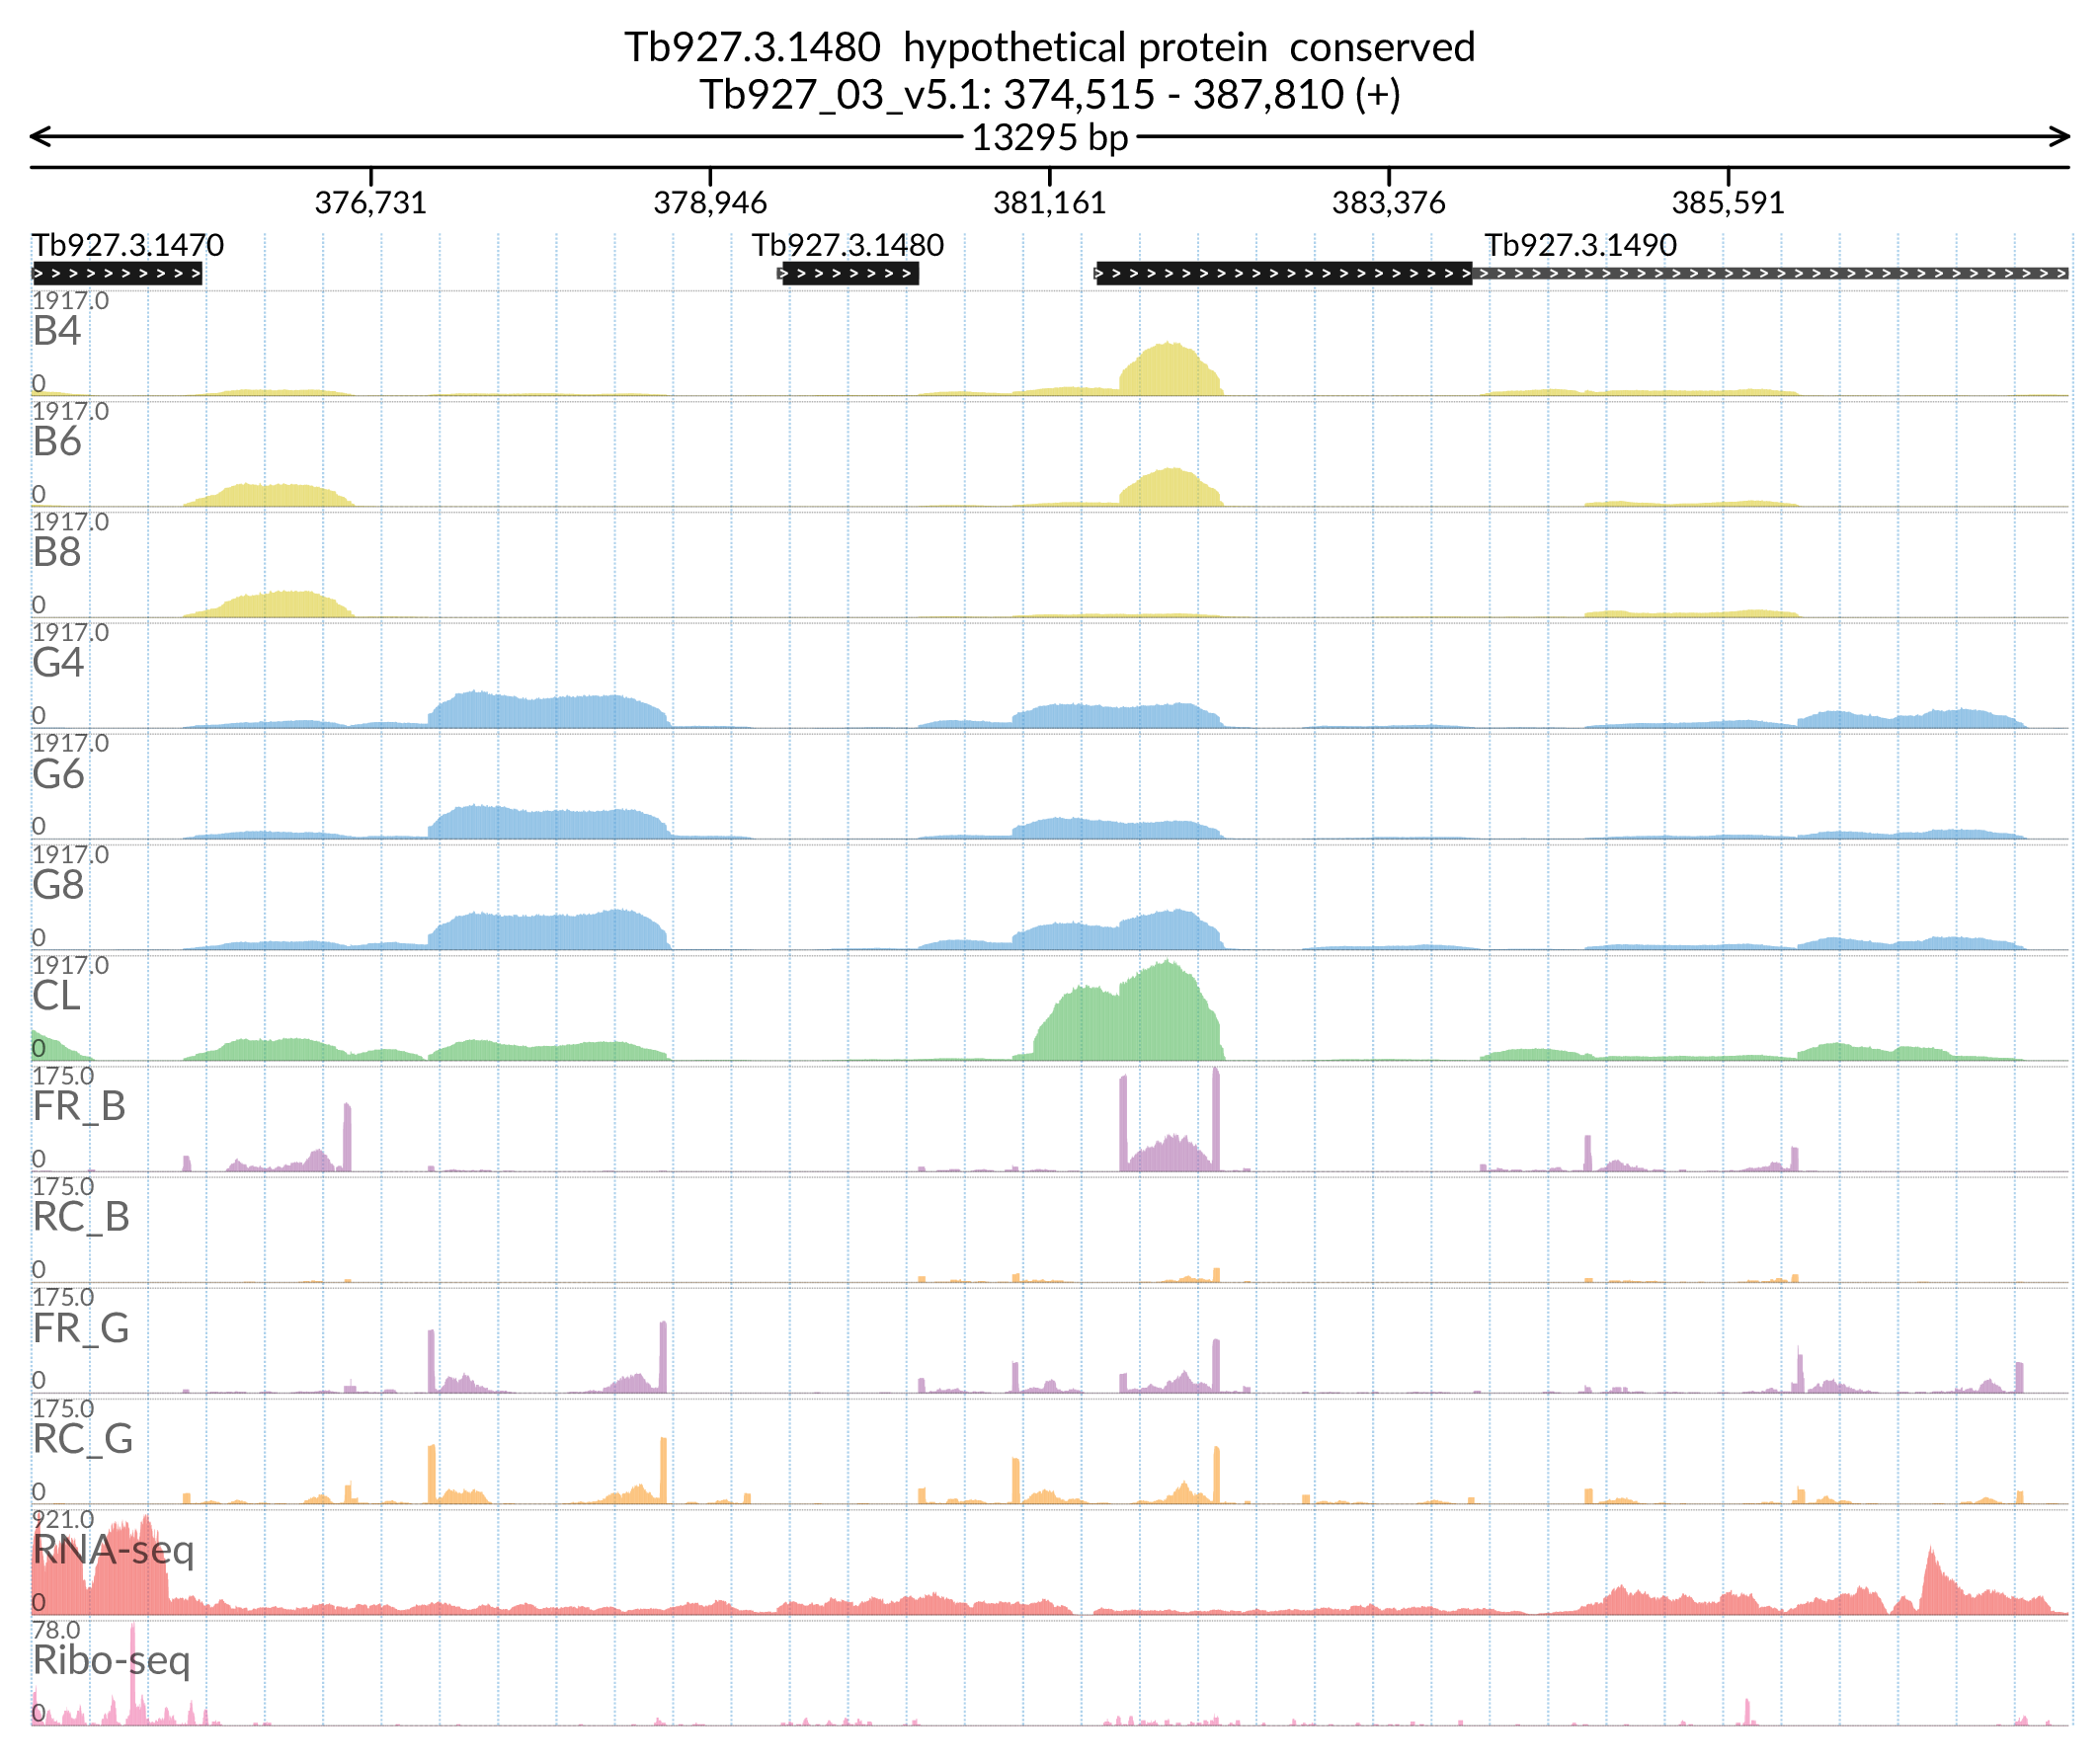 Tb927.3.1480 hypothetical protein conserved
Tb927_03_v5.1: 374,515 - 387,810 (+)
13295 bp
376,731 378,946 381,161 383,376 385,591
Tb927.3.1470 Tb927.3.1480 Tb927.3.1490
1917.0
B4
0
1917.0
B6
0
1917.0
B8
0
1917.0
G4
0
1917.0
G6
0
1917.0
G8
0
1917.0
CL
0
175.0
FR_B
0
175.0
RC_B
0
175.0
FR_G
0
175.0
RC_G
0
921.0
RNA-seq
0
78.0
Ribo-seq
0